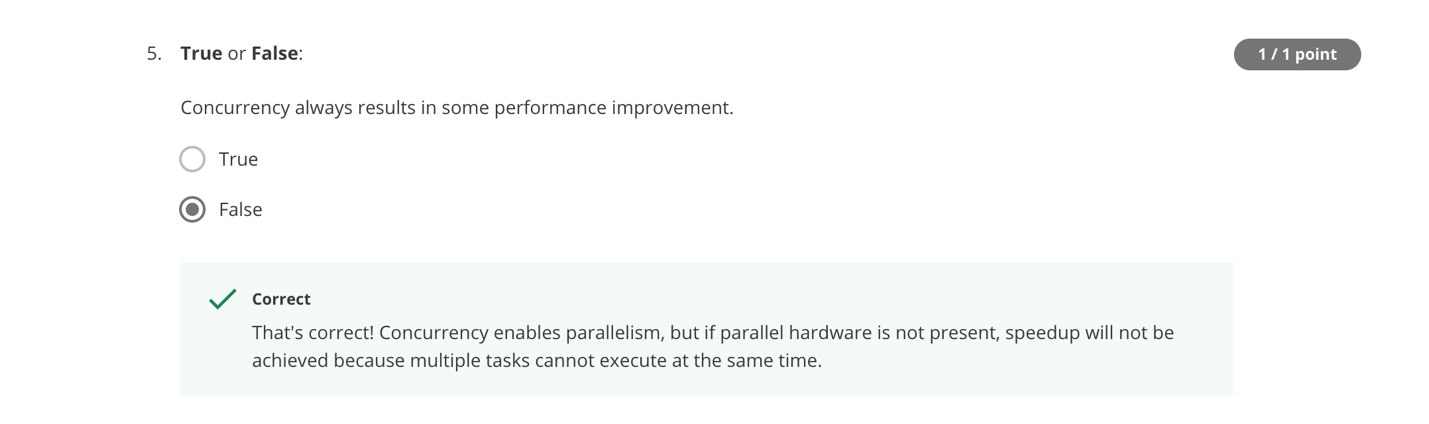 5. True or False:
1 / 1 point
Concurrency always results in some performance improvement.
True
False
Correct
That's correct! Concurrency enables parallelism, but if parallel hardware is not present, speedup will not be
achieved because multiple tasks cannot execute at the same time.